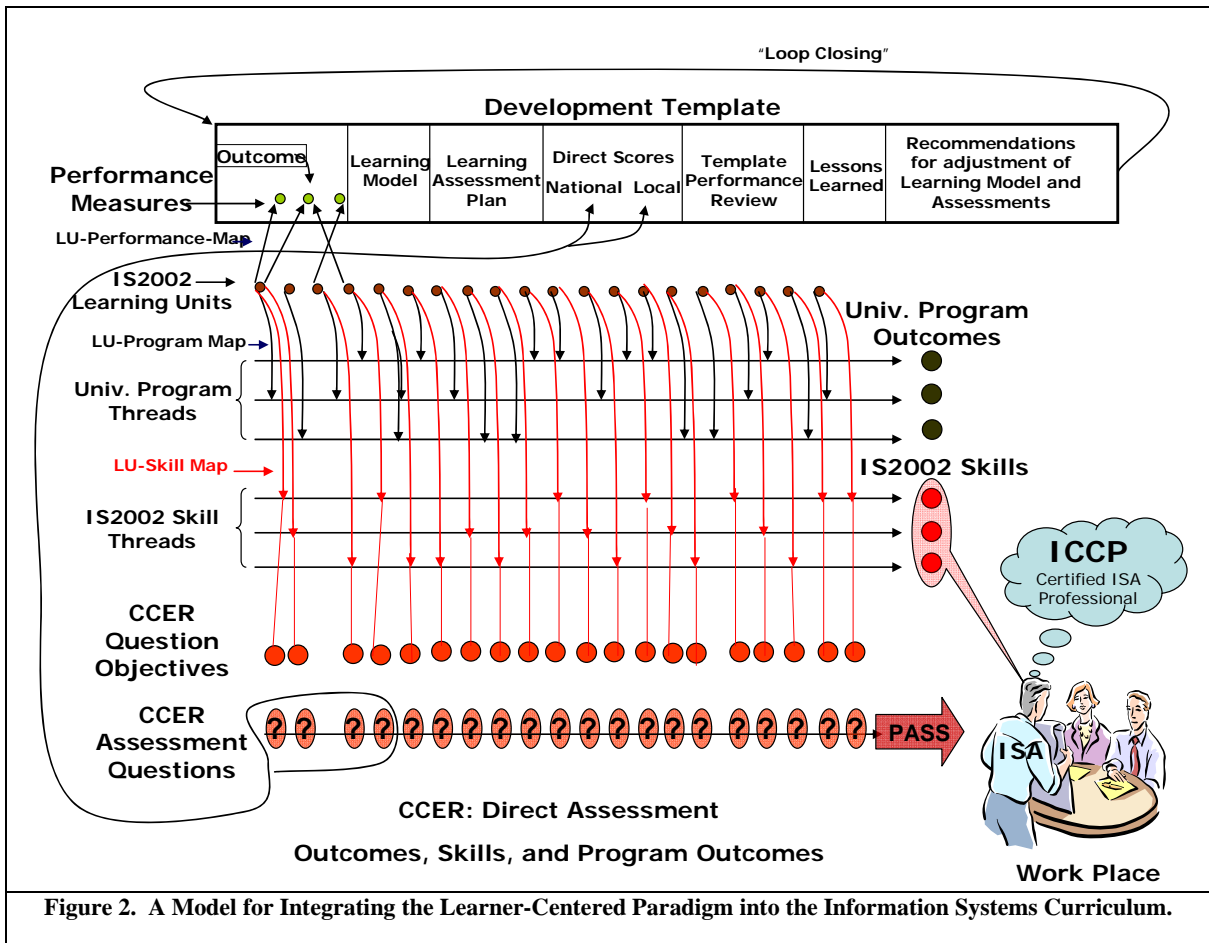 "Loop Closing"
Development Template
Outcome
Learning
Model
Learning
Assessment
Plan
Direct Scores
National Local
Template
Performance
Review
Lessons
Learned
Recommendations
for adjustment of
Learning Model and
Assessments
Performance
Measures
LU-Performance-Map
IS2002
Learning Units
LU-Program Map
Univ. Program
Threads
Univ. Program
Outcomes
LU-Skill Map
IS2002 Skills
IS2002 Skill
Threads
ICCP
Certified ISA
Professional
CCER
Question
Objectives
CCER
Assessment
Questions
? ? ? ? ? ? ? ? ? ? ? ? ? ? ? ? ? ? ?
PASS
ISA
CCER: Direct Assessment
Outcomes, Skills, and Program Outcomes
Work Place
Figure 2. A Model for Integrating the Learner-Centered Paradigm into the Information Systems Curriculum.